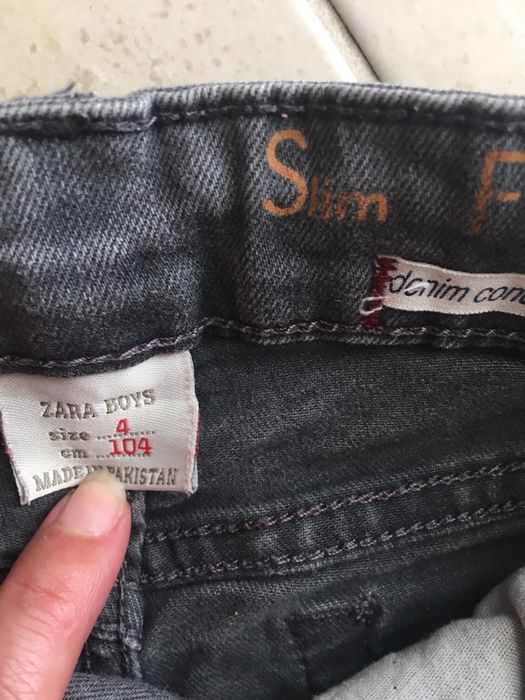 Slim F
denim con
ZARA BOYS
size 4
cm 104
MADE IN PAKISTAN